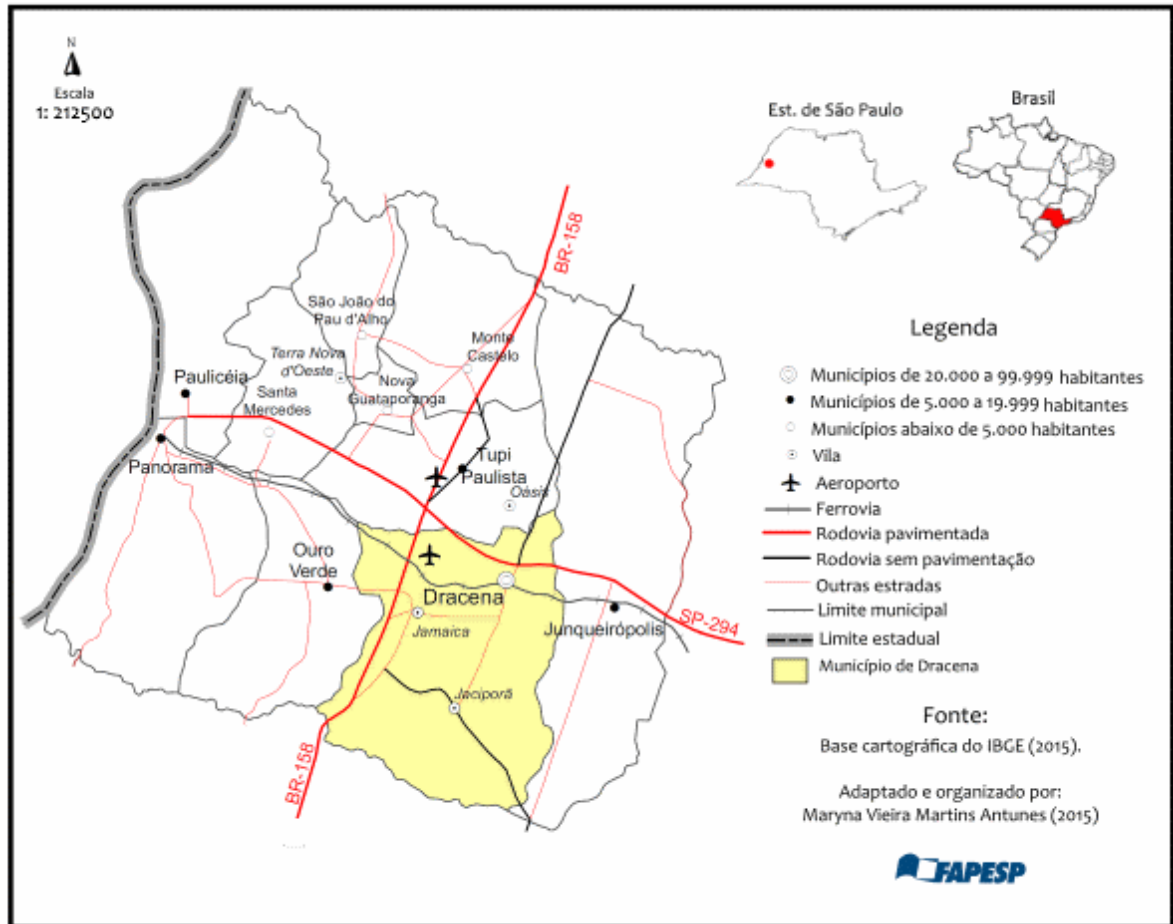 N
Escala
1: 212500
Est. de São Paulo
Brasil
BR-158
São João do
Pau d'Alho
Monte
Castelo
Terra Nova
d'Oeste
Paulicéia
Santa
Mercedes
Nova
Guataporanga
Panorama
Tupi
Paulista
Oásis
Ouro
Verde
Dracena
Jamaica
Junqueirópolis
SP-294
Jaciporã
BR-158
Legenda
Municípios de 20.000 a 99.999 habitantes
Municípios de 5.000 a 19.999 habitantes
Municípios abaixo de 5.000 habitantes
Vila
Aeroporto
Ferrovia
Rodovia pavimentada
Rodovia sem pavimentação
Outras estradas
Limite municipal
Limite estadual
Município de Dracena
Fonte:
Base cartográfica do IBGE (2015).
Adaptado e organizado por:
Maryna Vieira Martins Antunes (2015)
FAPESP